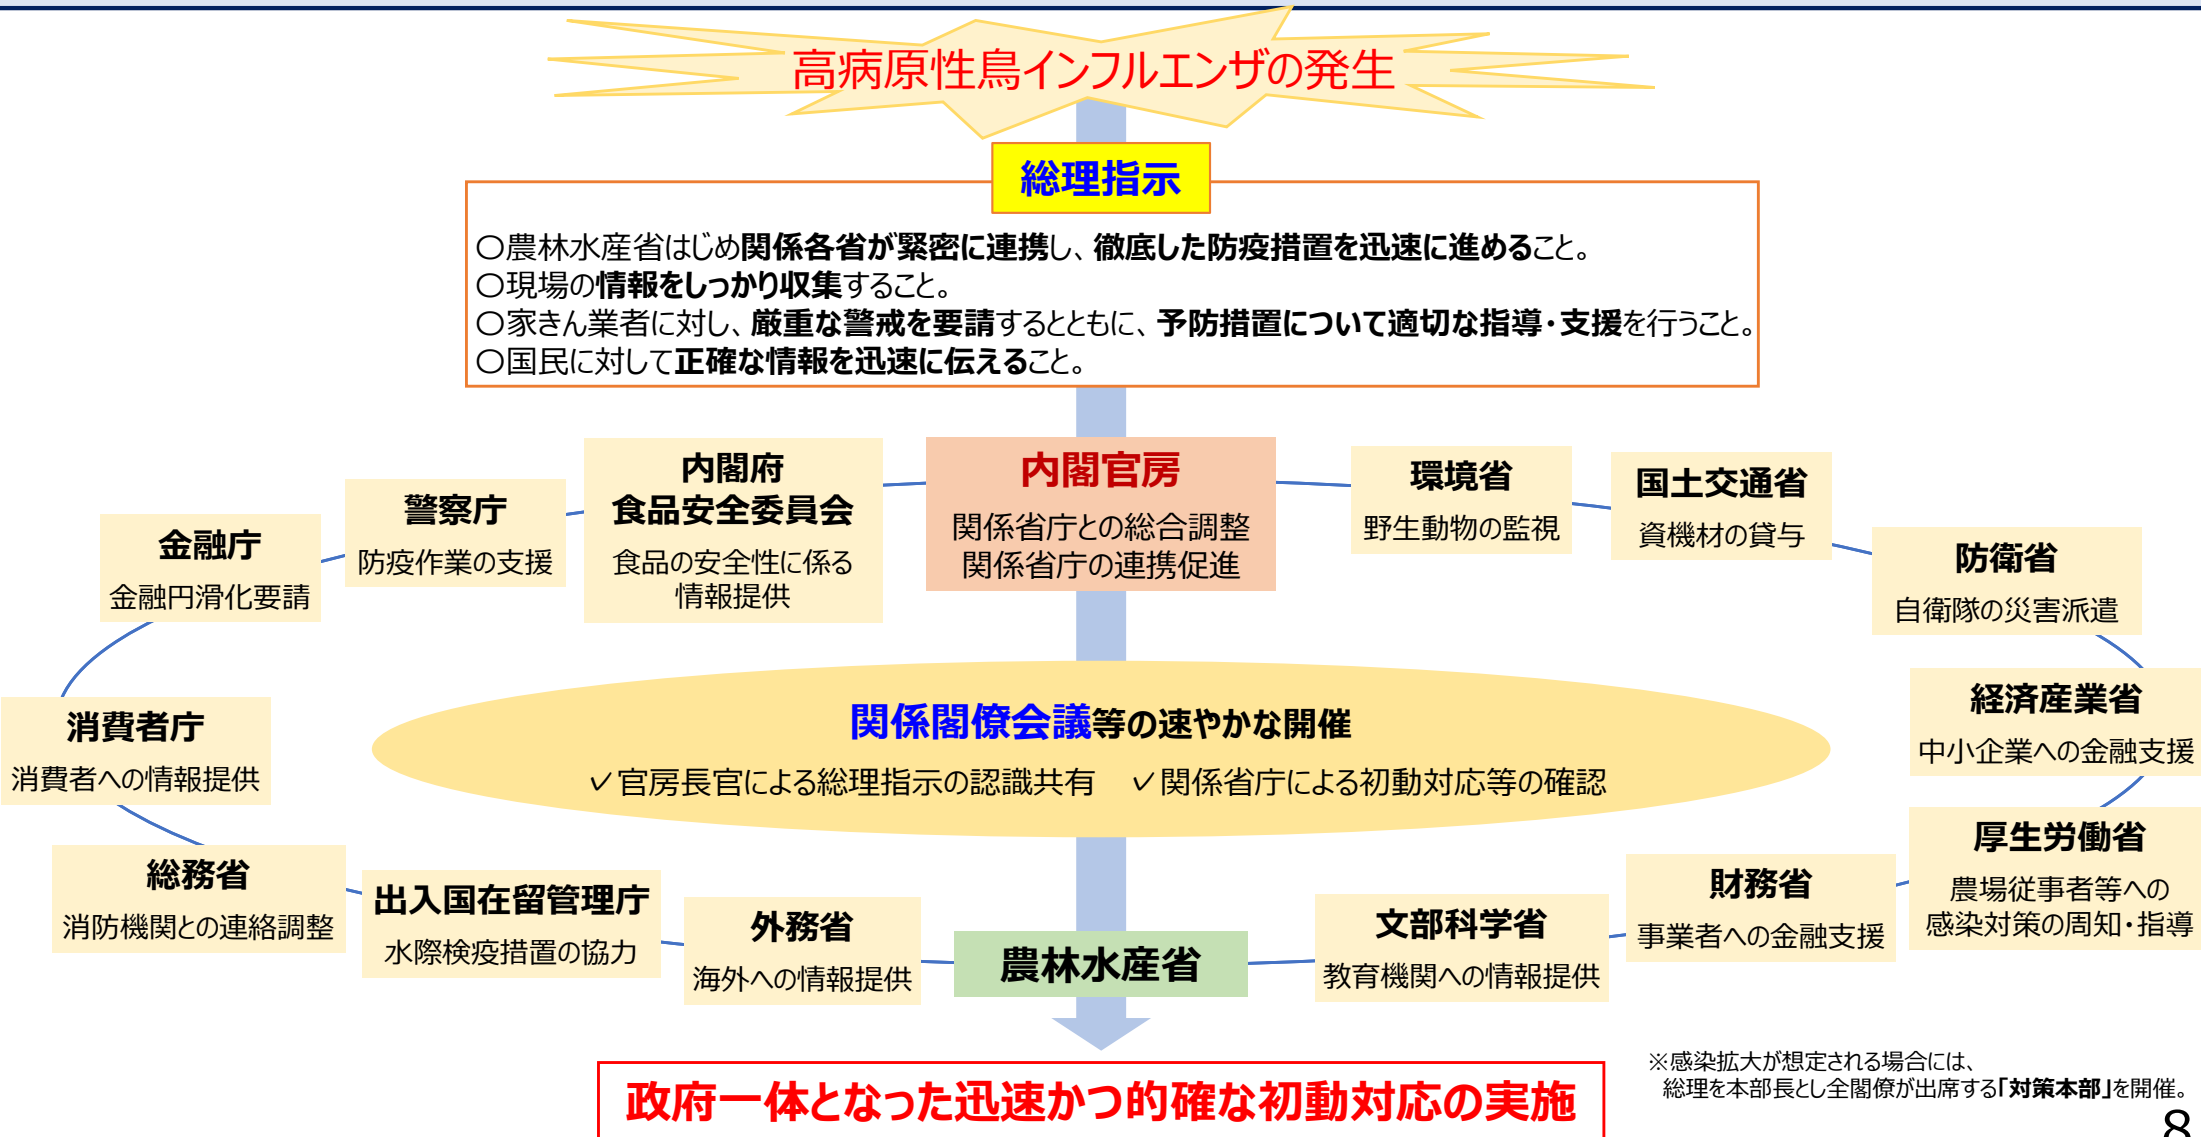 高病原性鳥インフルエンザの発生
総理指示
〇農林水産省はじめ関係各省が緊密に連携し、徹底した防疫措置を迅速に進めること。
〇現場の情報をしっかり収集すること。
〇家きん業者に対し、厳重な警戒を要請するとともに、予防措置について適切な指導・支援を行うこと。
〇国民に対して正確な情報を迅速に伝えること。
金融庁
金融円滑化要請
警察庁
防疫作業の支援
内閣府
食品安全委員会
食品の安全性に係る
情報提供
内閣官房
関係省庁との総合調整
関係省庁の連携促進
環境省
野生動物の監視
国土交通省
資機材の貸与
防衛省
自衛隊の災害派遣
消費者庁
消費者への情報提供
関係閣僚会議等の速やかな開催
✓官房長官による総理指示の認識共有 ✓関係省庁による初動対応等の確認
経済産業省
中小企業への金融支援
総務省
消防機関との連絡調整
出入国在留管理庁
水際検疫措置の協力
外務省
海外への情報提供
農林水産省
文部科学省
教育機関への情報提供
財務省
事業者への金融支援
厚生労働省
農場従事者等への
感染対策の周知・指導
政府一体となった迅速かつ的確な初動対応の実施
※感染拡大が想定される場合には、
総理を本部長とし全閣僚が出席する「対策本部」を開催。
8